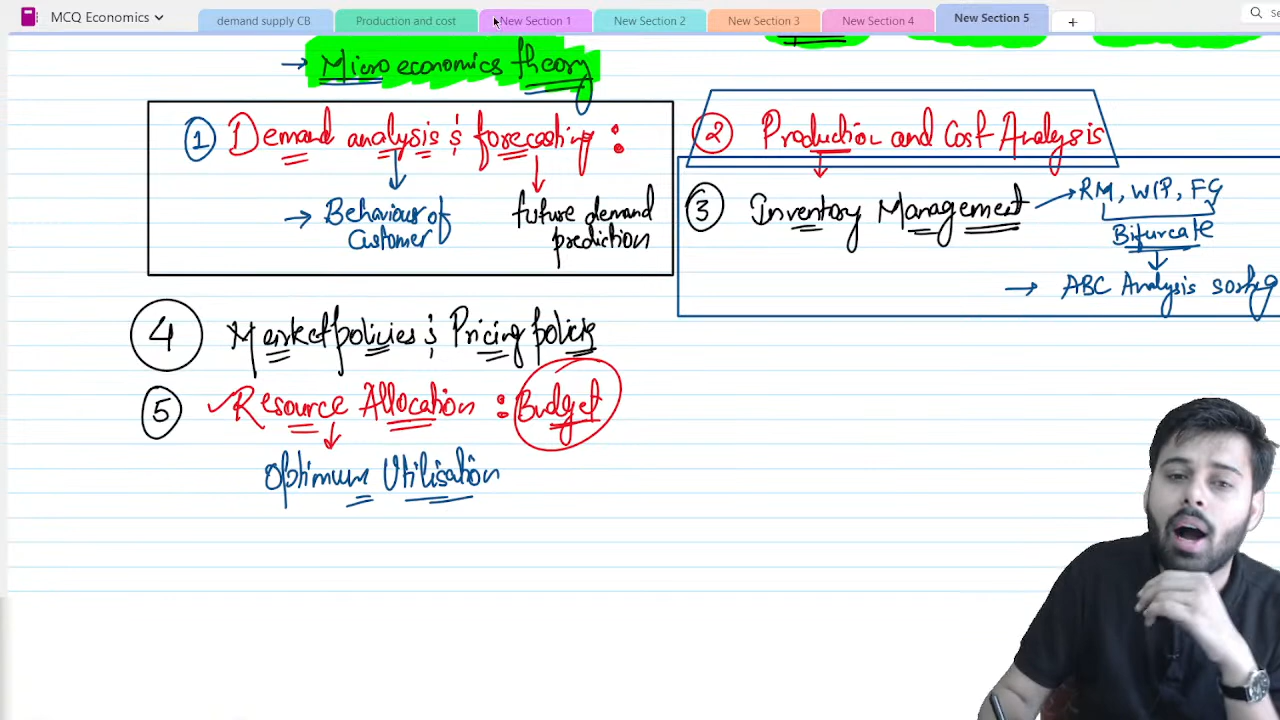 MCQ Economics
demand supply CB
Production and cost
New Section 1
New Section 2
New Section 3
New Section 4
New Section 5
+
→ Micro economics theory
① Demand analysis & forecasting :
→ Behaviour of
Customer
future demand
prediction
② Production and Cost Analysis
③ Inventory Management → RM, WIP, FG
Bifurcate
→ ABC Analysis
④ Market policies & Pricing policies
⑤ ✓ Resource Allocation : Budget
Optimum Utilisation